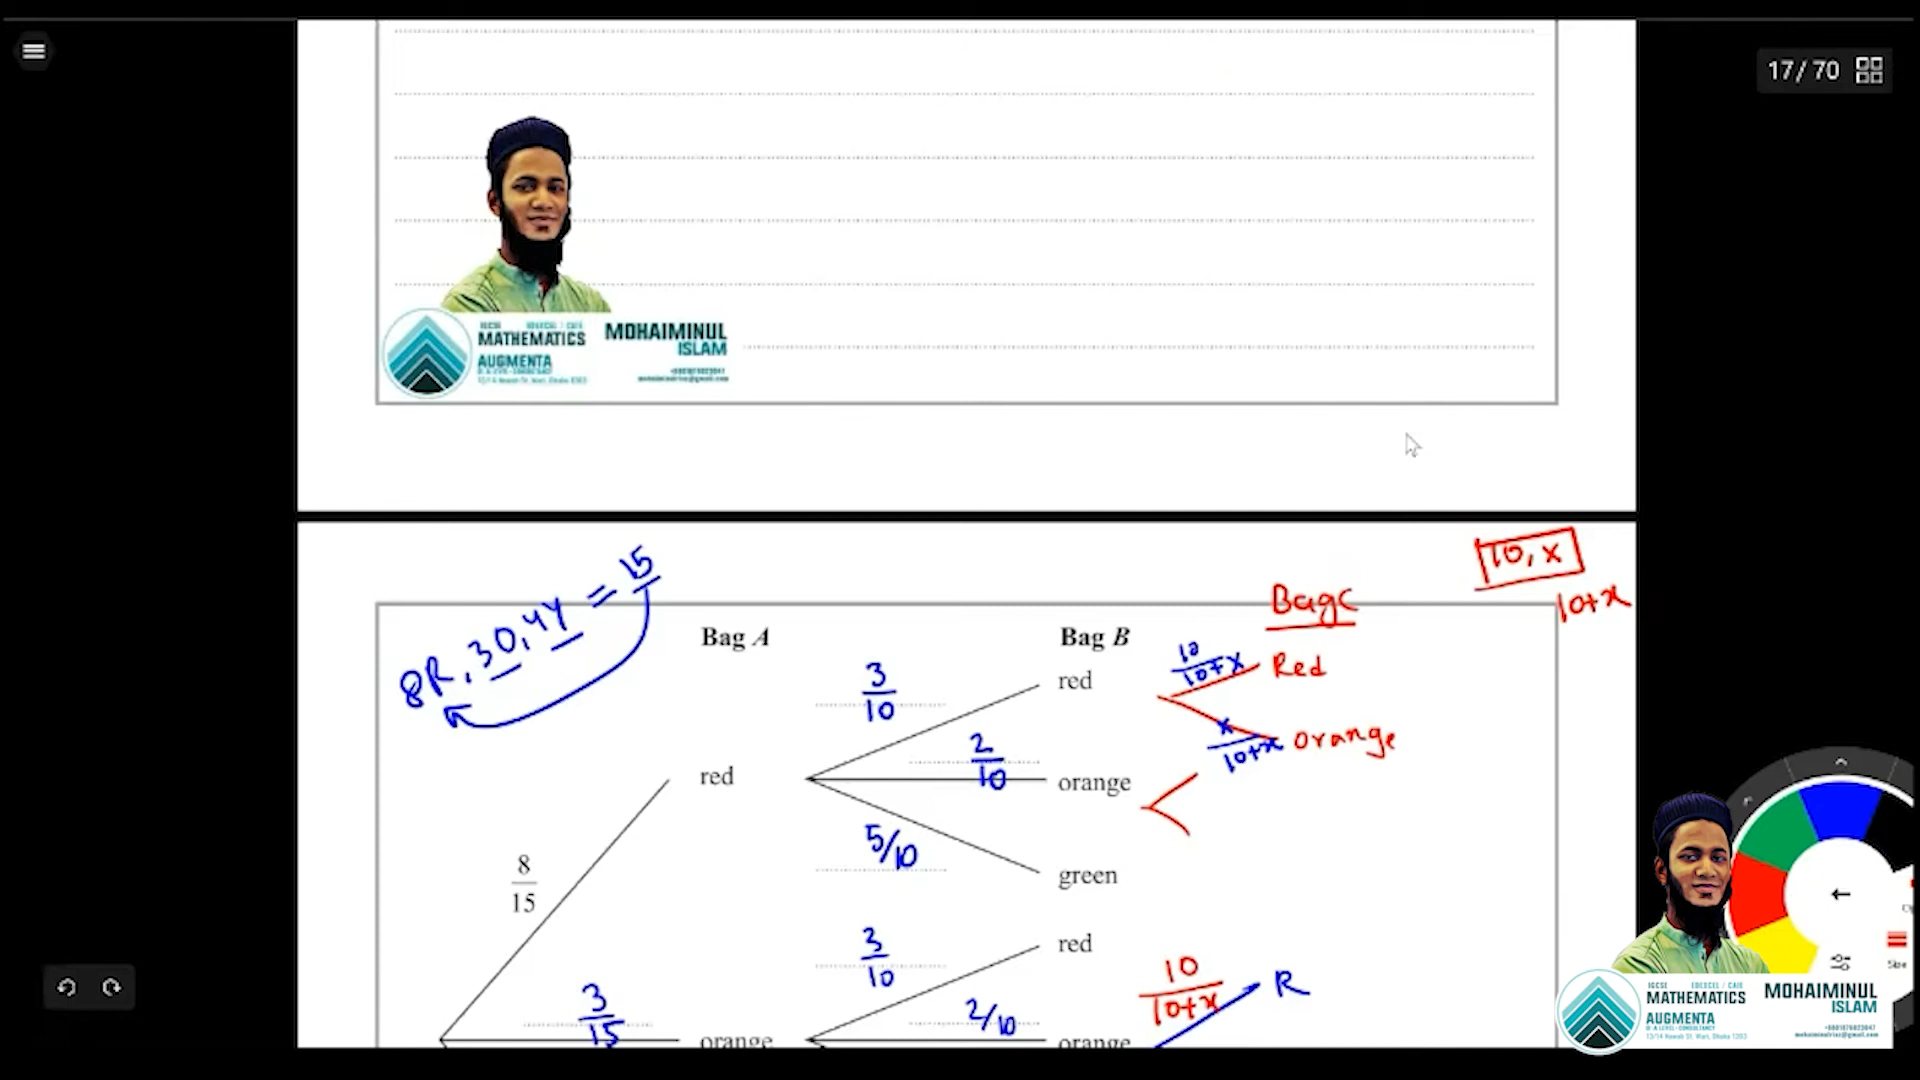 17/ 70
IGCSE EDEXCEL / CAIE
MATHEMATICS
AUGMENTA
MOHAIMINUL
ISLAM
10, x
10+x
8R, 3O, 4Y = 15
Bag C
Bag A
Bag B
3/10
red
10/10+x
Red
2/10
x/10+x
orange
red
orange
5/10
green
8/15
3/10
red
10/10+x
R
3/15
2/10
orange
orange
IGCSE EDEXCEL / CAIE
MATHEMATICS
AUGMENTA
O/ A LEVEL - CONSULTANCY
MOHAIMINUL
ISLAM